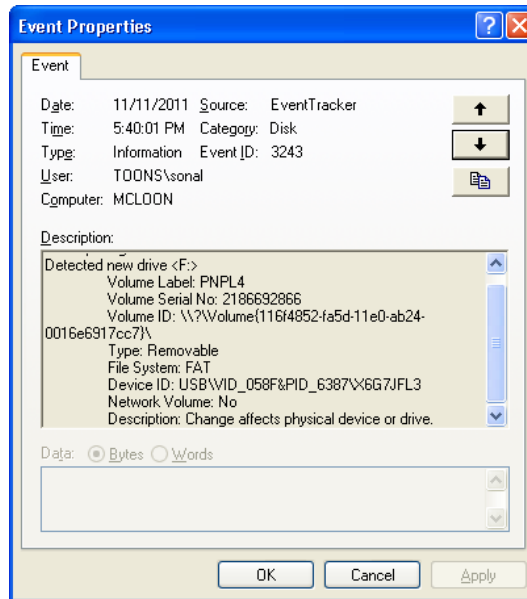 Event Properties
Event
Date: 11/11/2011 Source: EventTracker
Time: 5:40:01 PM Category: Disk
Type: Information Event ID: 3243
User: TOONS\sonal
Computer: MCLOON
Description:
Detected new drive <F:>
Volume Label: PNPL4
Volume Serial No: 2186692866
Volume ID: \\?\Volume{116f4852-fa5d-11e0-ab24-
0016e6917cc7}\
Type: Removable
File System: FAT
Device ID: USB\VID_058F&PID_6387\X6G7JFL3
Network Volume: No
Description: Change affects physical device or drive.
Data: Bytes Words
OK Cancel Apply